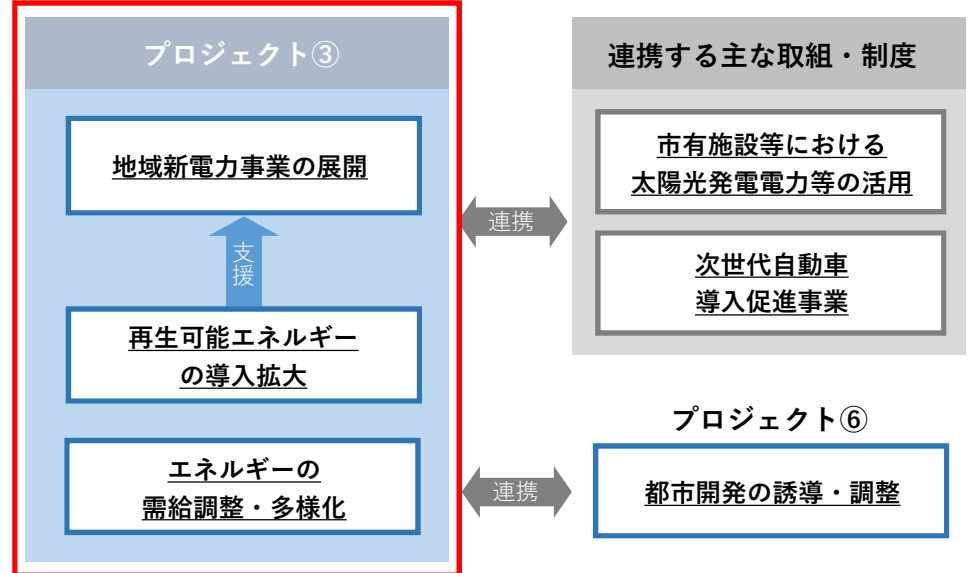 プロジェクト③
地域新電力事業の展開
支援
再生可能エネルギー
の導入拡大
エネルギーの
需給調整・多様化
連携
連携する主な取組・制度
市有施設等における
太陽光発電電力等の活用
次世代自動車
導入促進事業
連携
プロジェクト⑥
都市開発の誘導・調整